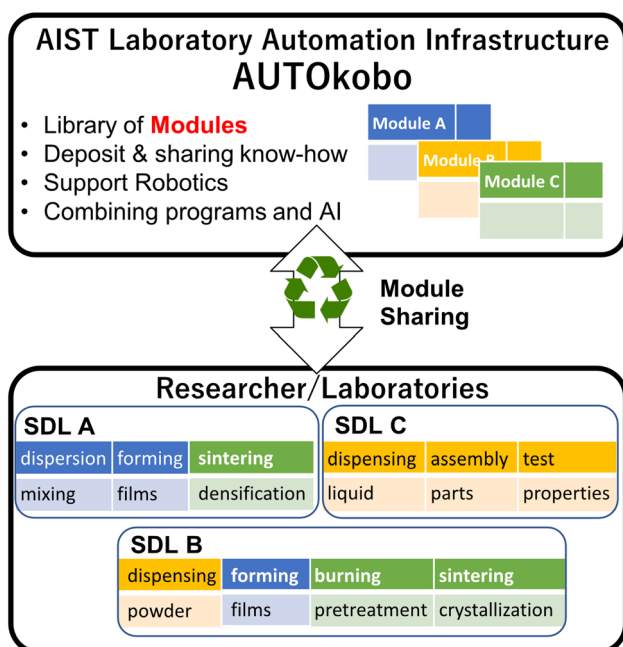 AIST Laboratory Automation Infrastructure
AUTOkobo
• Library of Modules
• Deposit & sharing know-how
• Support Robotics
• Combining programs and AI
Module A
Module B
Module C
Module
Sharing
Researcher/Laboratories
SDL A
dispersion forming sintering
mixing films densification
SDL C
dispensing assembly test
liquid parts properties
SDL B
dispensing forming burning sintering
powder films pretreatment crystallization